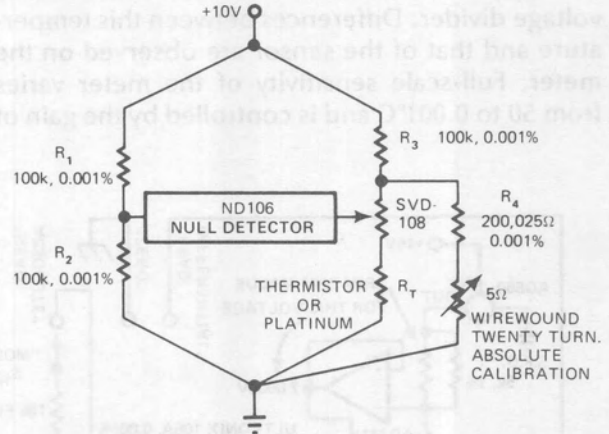 voltage divider. Differences between this temper
ature and that of the sensor are observed on the
meter. Full-scale sensitivity of the meter varies
from 50 to 0.001°C and is controlled by the gain of
+10V
R1
100k, 0.001%
R3
100k, 0.001%
ND106
NULL DETECTOR
SVD-
108
R4
200,025Ω
0.001%
R2
100k, 0.001%
THERMISTOR
OR
PLATINUM
RT
5Ω
WIREWOUND
TWENTY TURN.
ABSOLUTE
CALIBRATION